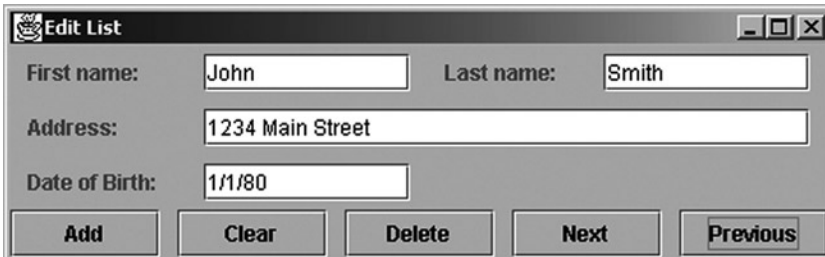 Edit List
First name: John Last name: Smith
Address: 1234 Main Street
Date of Birth: 1/1/80
Add Clear Delete Next Previous